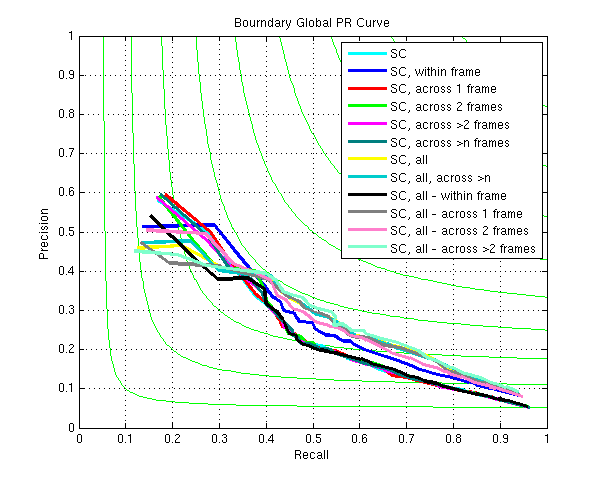 Bourndary Global PR Curve
1
0.9
0.8
0.7
0.6
0.5
0.4
0.3
0.2
0.1
0
Precision
SC
SC, within frame
SC, across 1 frame
SC, across 2 frames
SC, across >2 frames
SC, across >n frames
SC, all
SC, all, across >n
SC, all - within frame
SC, all - across 1 frame
SC, all - across 2 frames
SC, all - across >2 frames
0 0.1 0.2 0.3 0.4 0.5 0.6 0.7 0.8 0.9 1
Recall